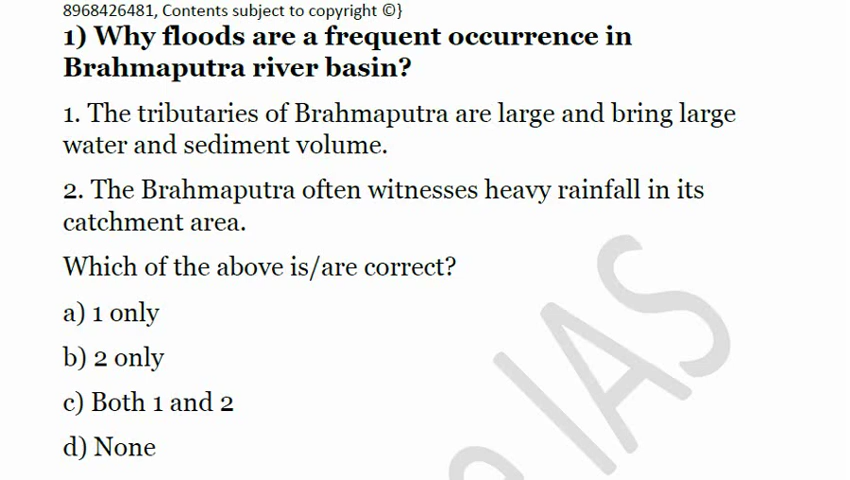 8968426481, Contents subject to copyright ©}
1) Why floods are a frequent occurrence in
Brahmaputra river basin?
1. The tributaries of Brahmaputra are large and bring large
water and sediment volume.
2. The Brahmaputra often witnesses heavy rainfall in its
catchment area.
Which of the above is/are correct?
a) 1 only
b) 2 only
c) Both 1 and 2
d) None
IAS